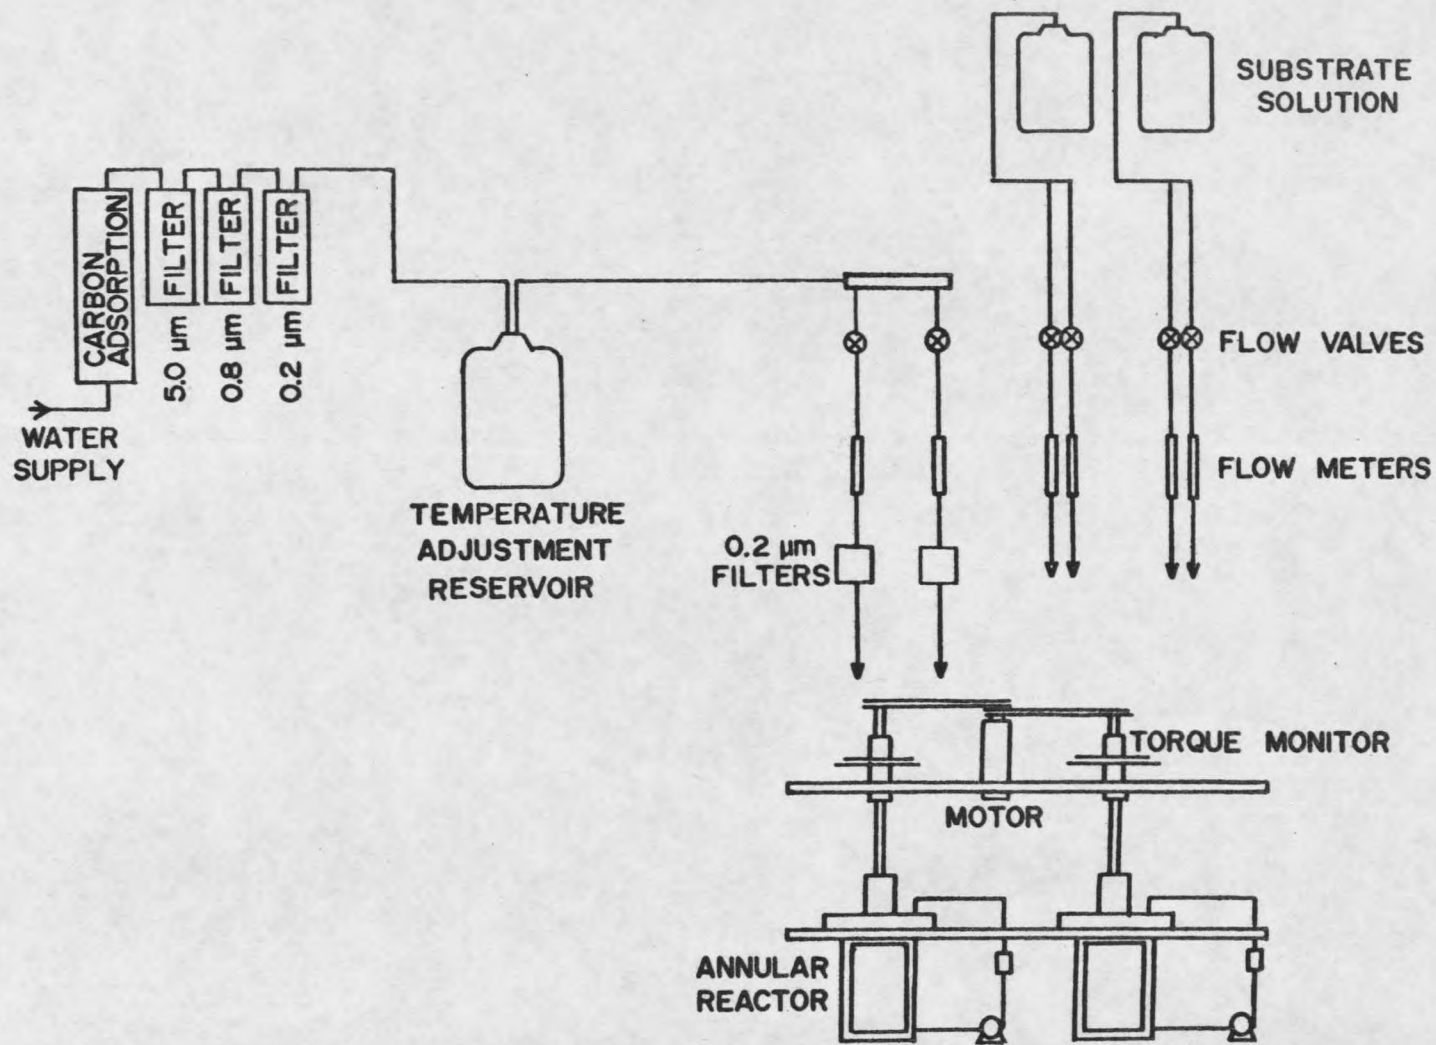 SUBSTRATE
SOLUTION
CARBON
ADSORPTION
FILTER
FILTER
FILTER
5.0 µm
0.8 µm
0.2 µm
WATER
SUPPLY
TEMPERATURE
ADJUSTMENT
RESERVOIR
FLOW VALVES
FLOW METERS
0.2 µm
FILTERS
TORQUE MONITOR
MOTOR
ANNULAR
REACTOR